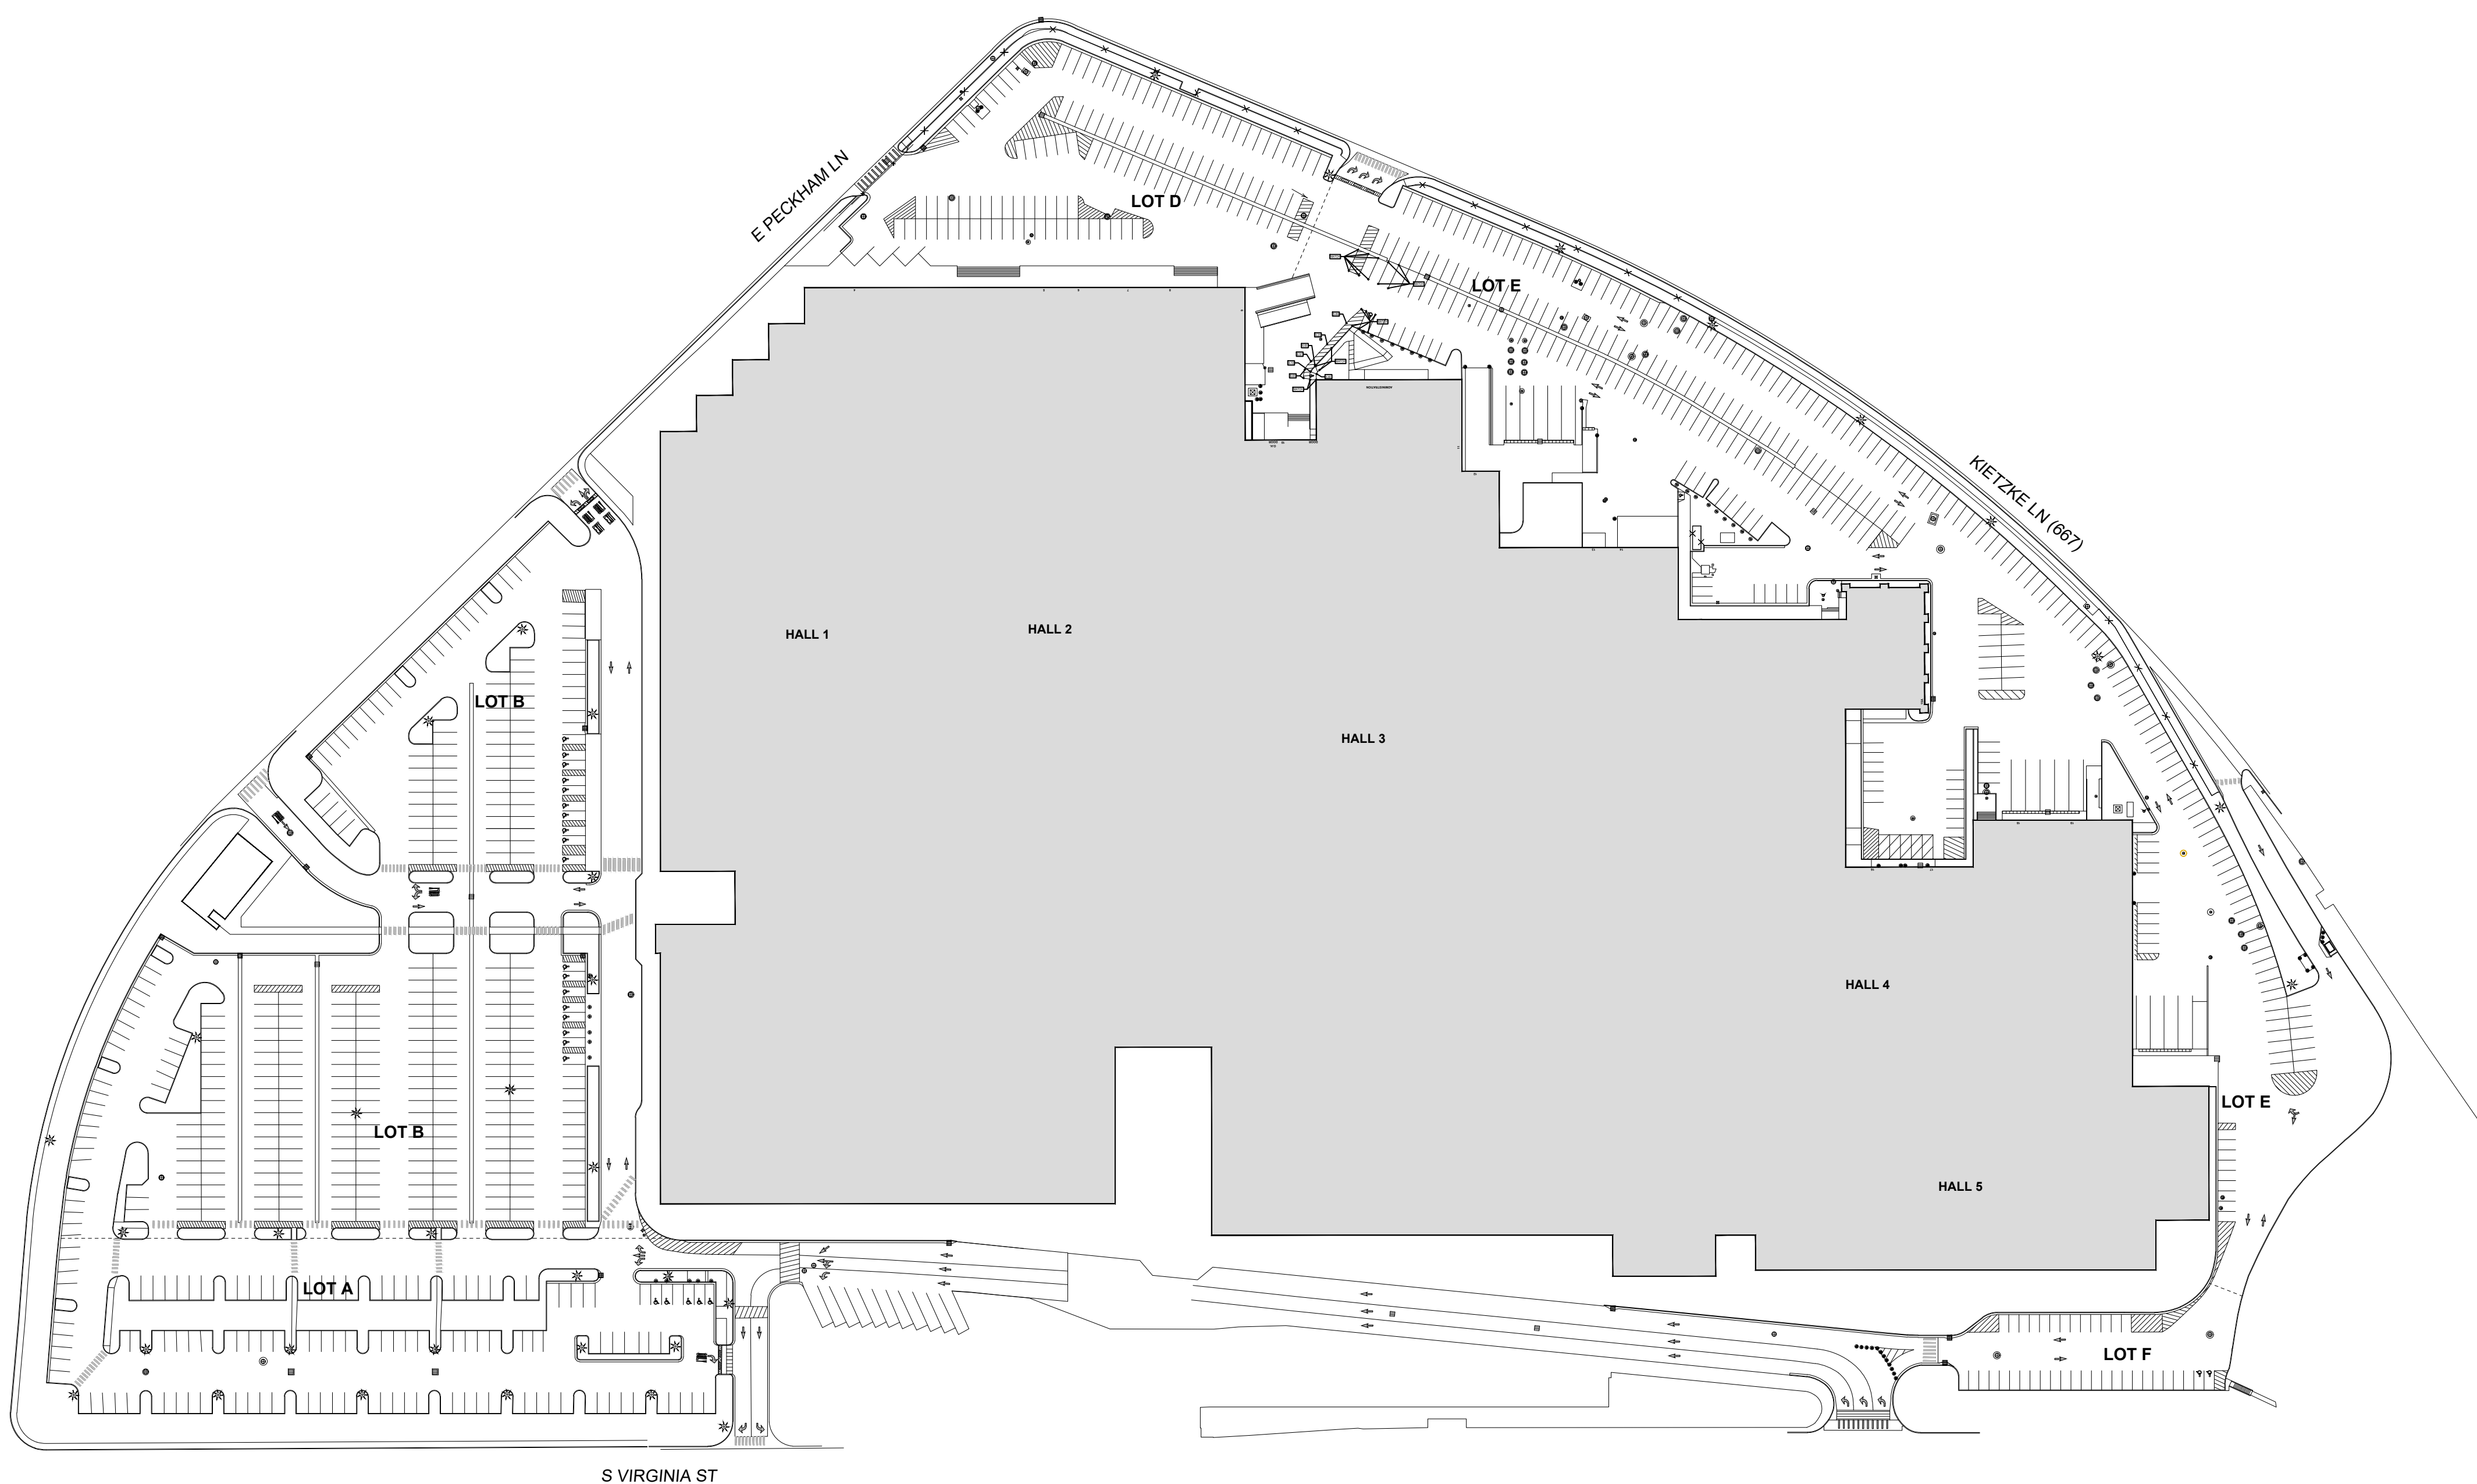 E PECKHAM LN
LOT D
LOT E
KIETZKE LN (667)
HALL 1
HALL 2
LOT B
HALL 3
HALL 4
LOT E
LOT B
HALL 5
LOT A
LOT F
S VIRGINIA ST